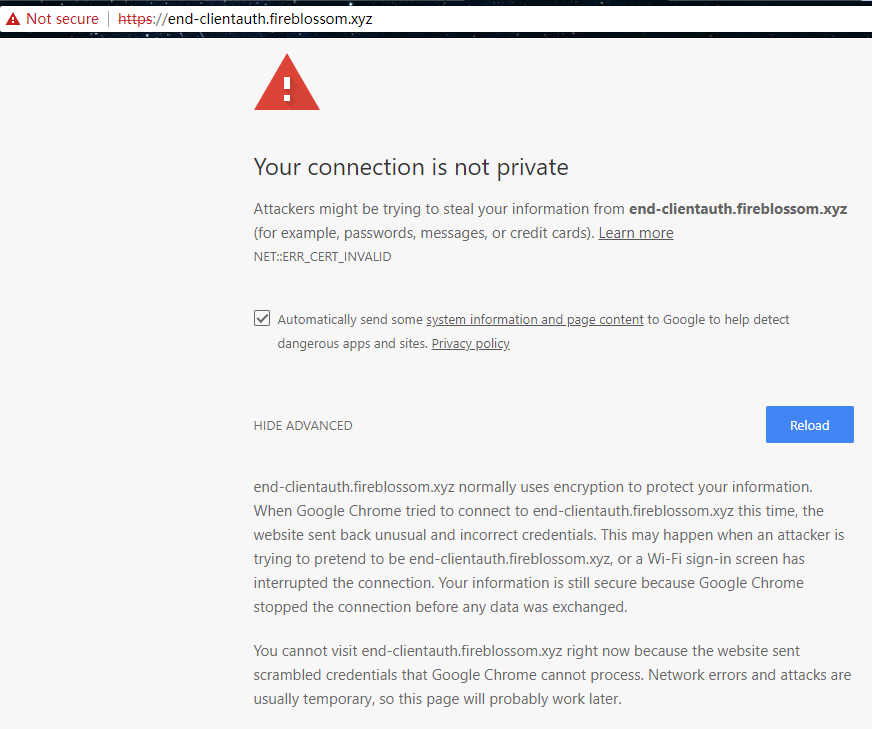 Not secure | https://end-clientauth.fireblossom.xyz
Your connection is not private
Attackers might be trying to steal your information from end-clientauth.fireblossom.xyz
(for example, passwords, messages, or credit cards). Learn more
NET::ERR_CERT_INVALID
Automatically send some system information and page content to Google to help detect
dangerous apps and sites. Privacy policy
HIDE ADVANCED
Reload
end-clientauth.fireblossom.xyz normally uses encryption to protect your information.
When Google Chrome tried to connect to end-clientauth.fireblossom.xyz this time, the
website sent back unusual and incorrect credentials. This may happen when an attacker is
trying to pretend to be end-clientauth.fireblossom.xyz, or a Wi-Fi sign-in screen has
interrupted the connection. Your information is still secure because Google Chrome
stopped the connection before any data was exchanged.
You cannot visit end-clientauth.fireblossom.xyz right now because the website sent
scrambled credentials that Google Chrome cannot process. Network errors and attacks are
usually temporary, so this page will probably work later.